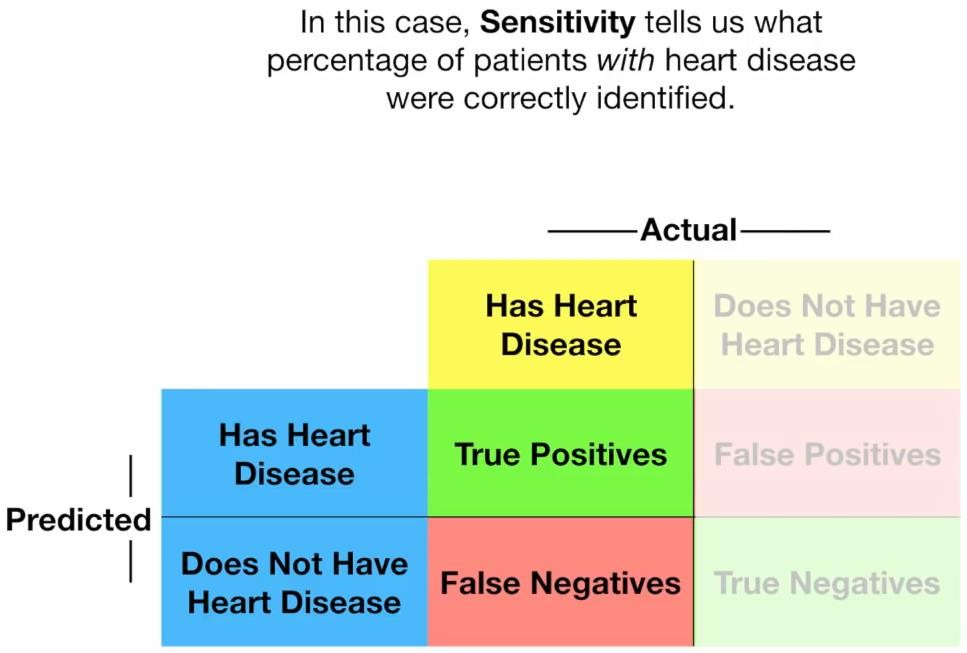 In this case, Sensitivity tells us what
percentage of patients with heart disease
were correctly identified.
Actual
Has Heart
Disease
Does Not Have
Heart Disease
Has Heart
Disease
True Positives
False Positives
Predicted
Does Not Have
Heart Disease
False Negatives
True Negatives